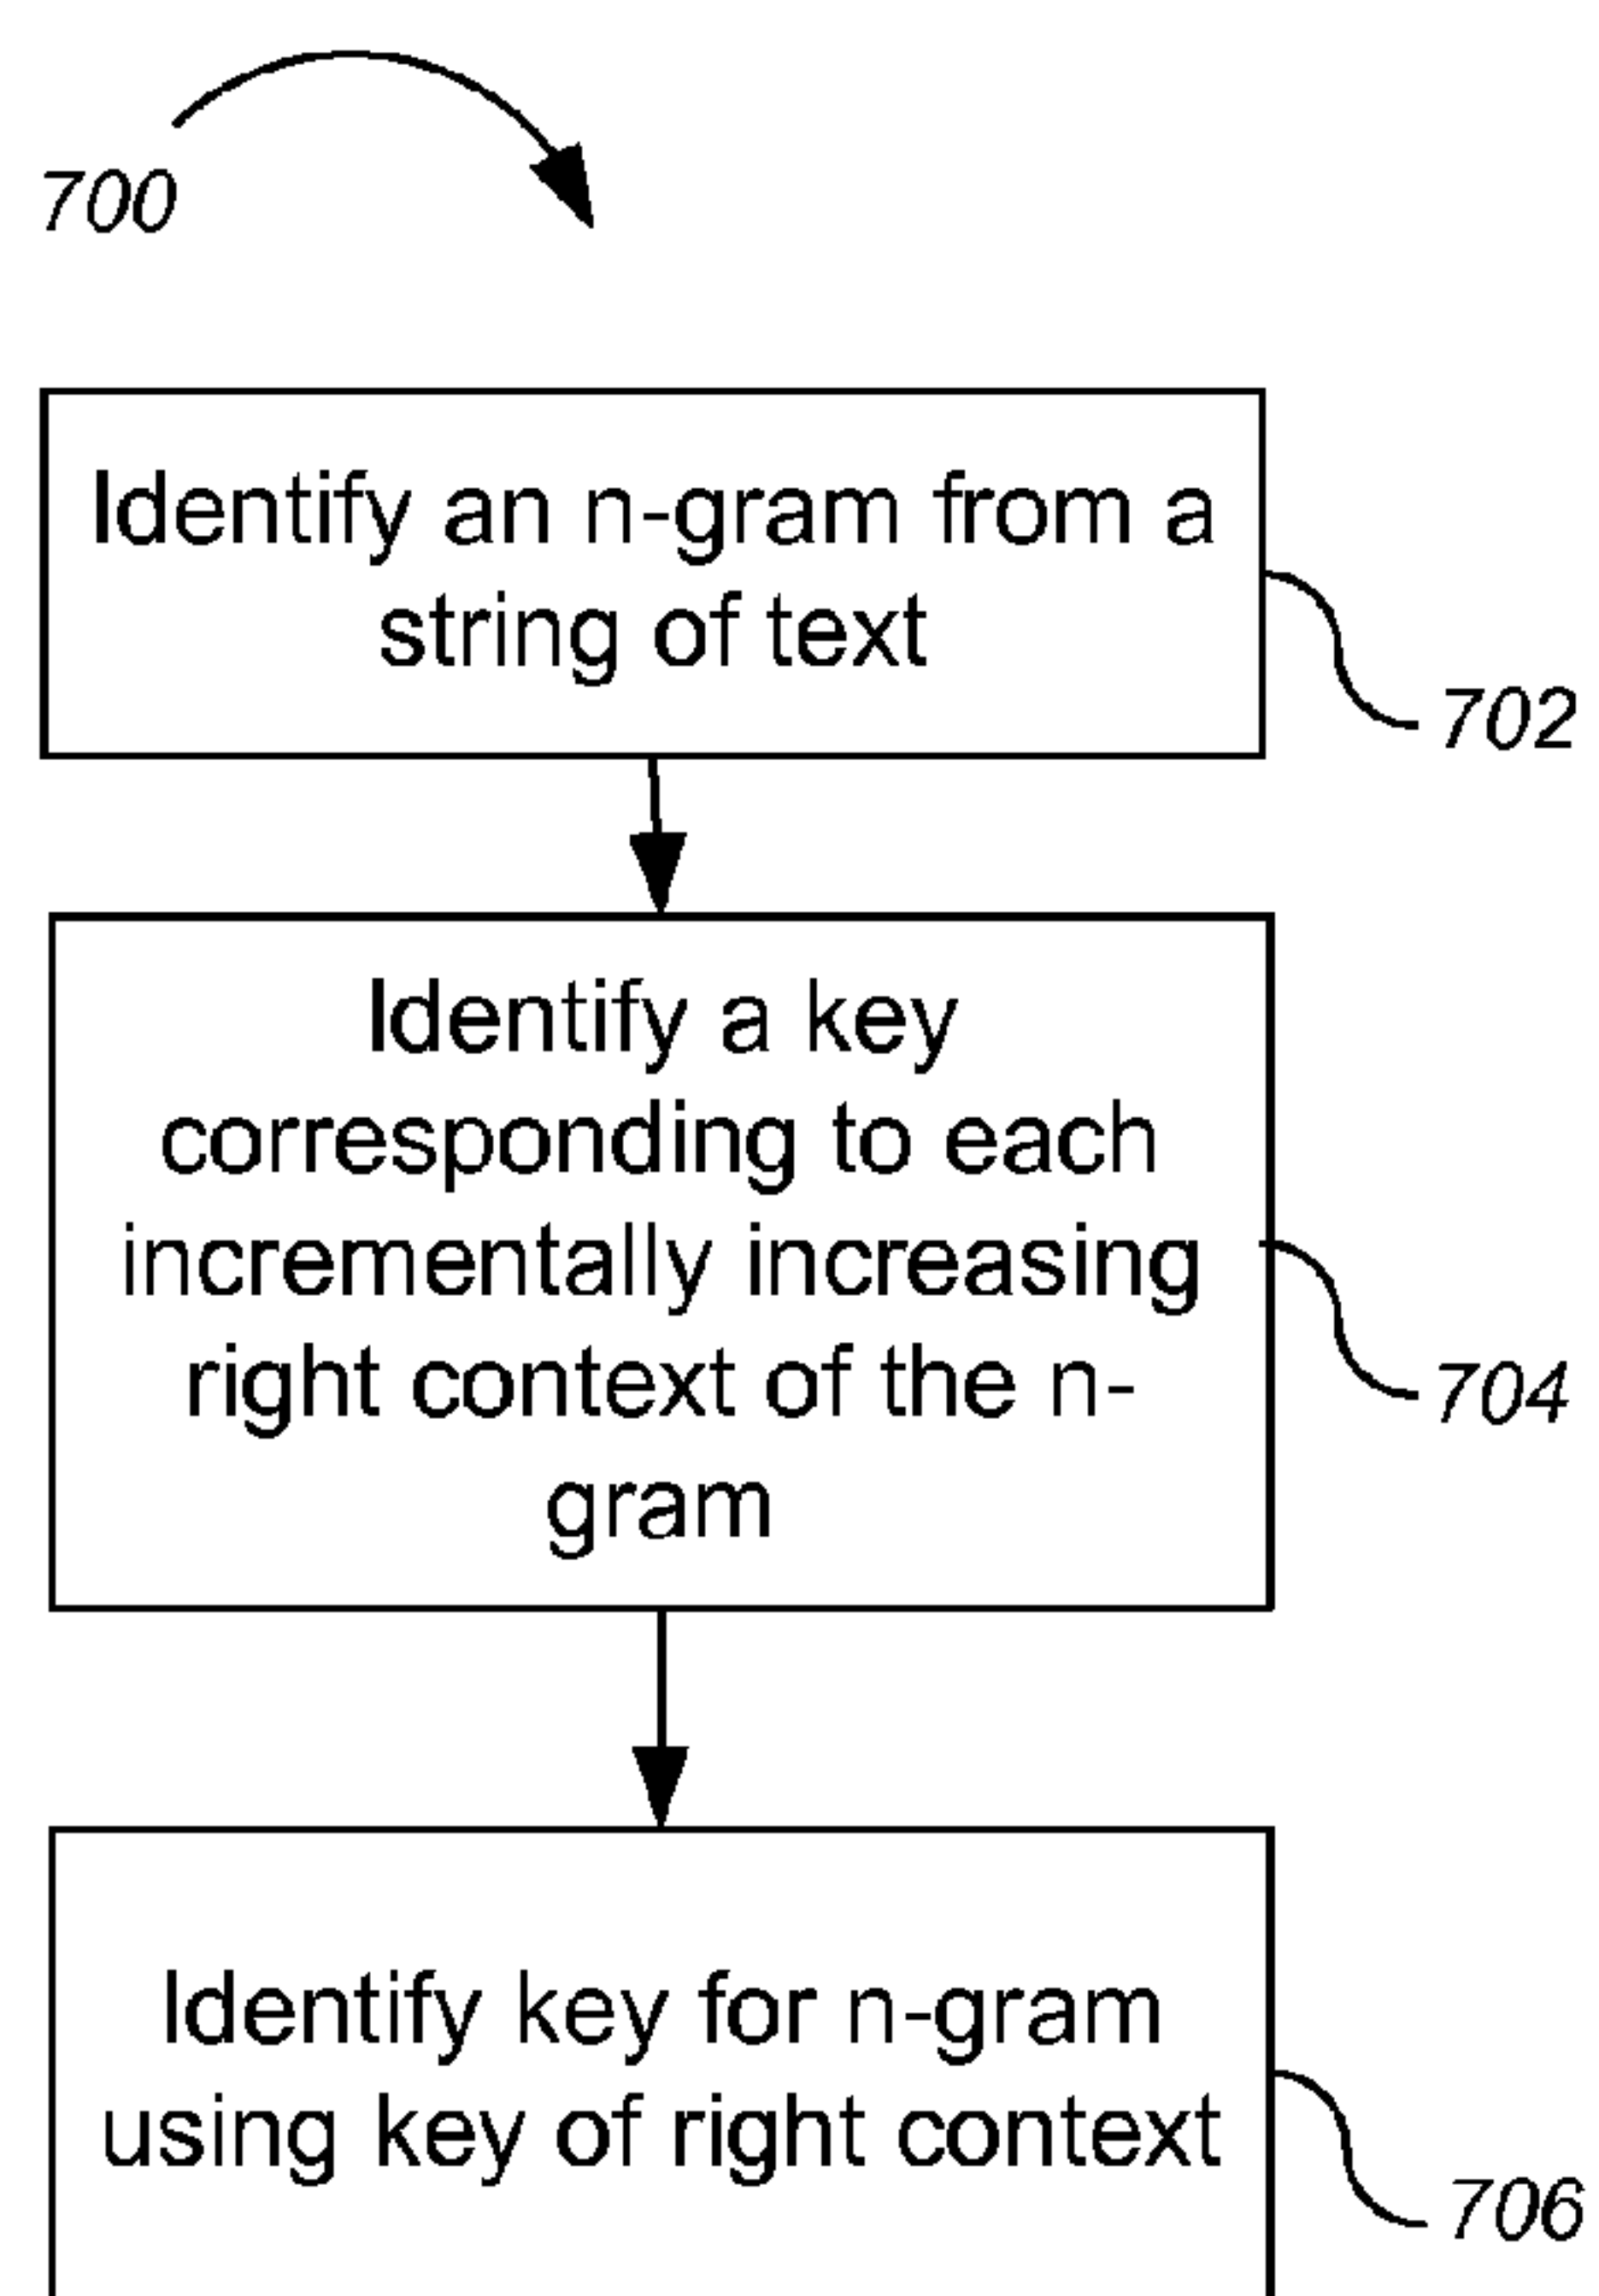 700
Identify an n-gram from a
string of text
702
Identify a key
corresponding to each
incrementally increasing
right context of the n-
gram
704
Identify key for n-gram
using key of right context
706